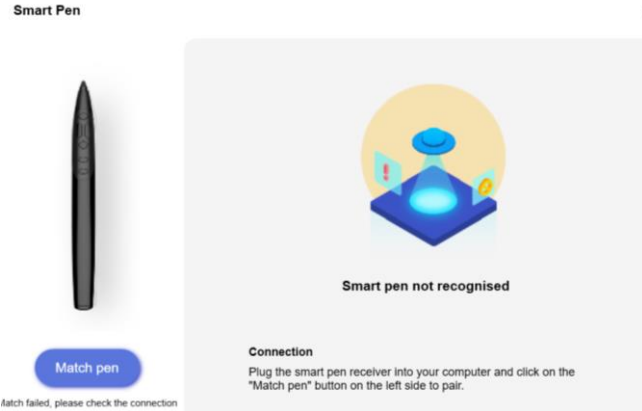 Smart Pen
Smart pen not recognised
Connection
Plug the smart pen receiver into your computer and click on the
"Match pen" button on the left side to pair.
Match pen
Match failed, please check the connection